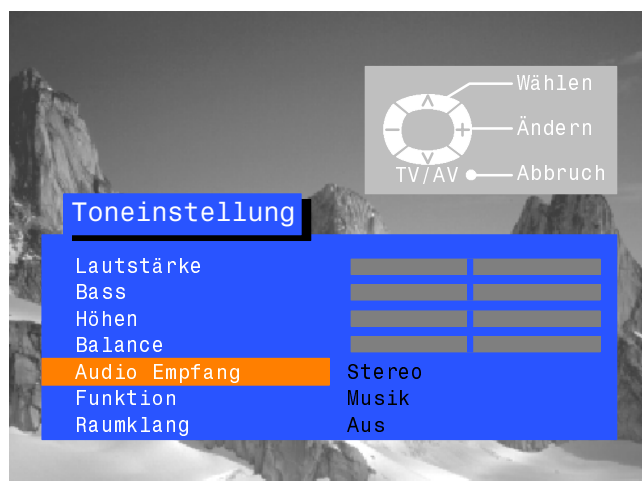 Wählen
Ändern
TV/AV Abbruch
Toneinstellung
Lautstärke
Bass
Höhen
Balance
Audio Empfang Stereo
Funktion Musik
Raumklang Aus